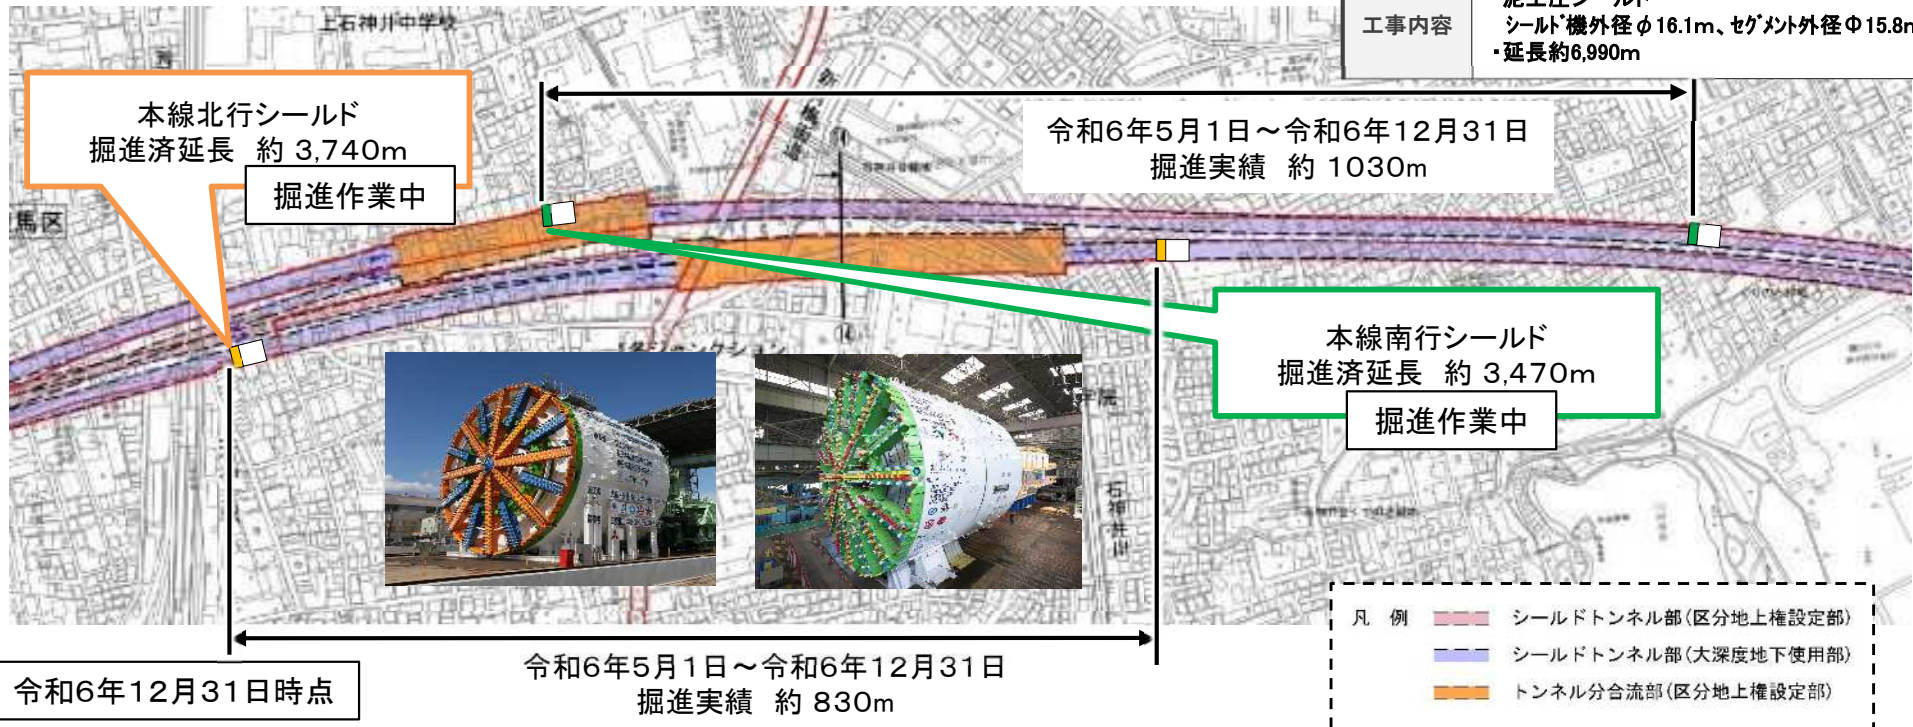 上石神井中学校
工事内容
シールド機外径φ16.1m、セグメント外径Φ15.8m
・延長約6,990m
本線北行シールド
掘進済延長 約 3,740m
掘進作業中
令和6年5月1日～令和6年12月31日
掘進実績 約 1030m
馬区
本線南行シールド
掘進済延長 約 3,470m
掘進作業中
石神井川
令和6年12月31日時点
令和6年5月1日～令和6年12月31日
掘進実績 約 830m
凡 例
シールドトンネル部(区分地上権設定部)
シールドトンネル部(大深度地下使用部)
トンネル分合流部(区分地上権設定部)